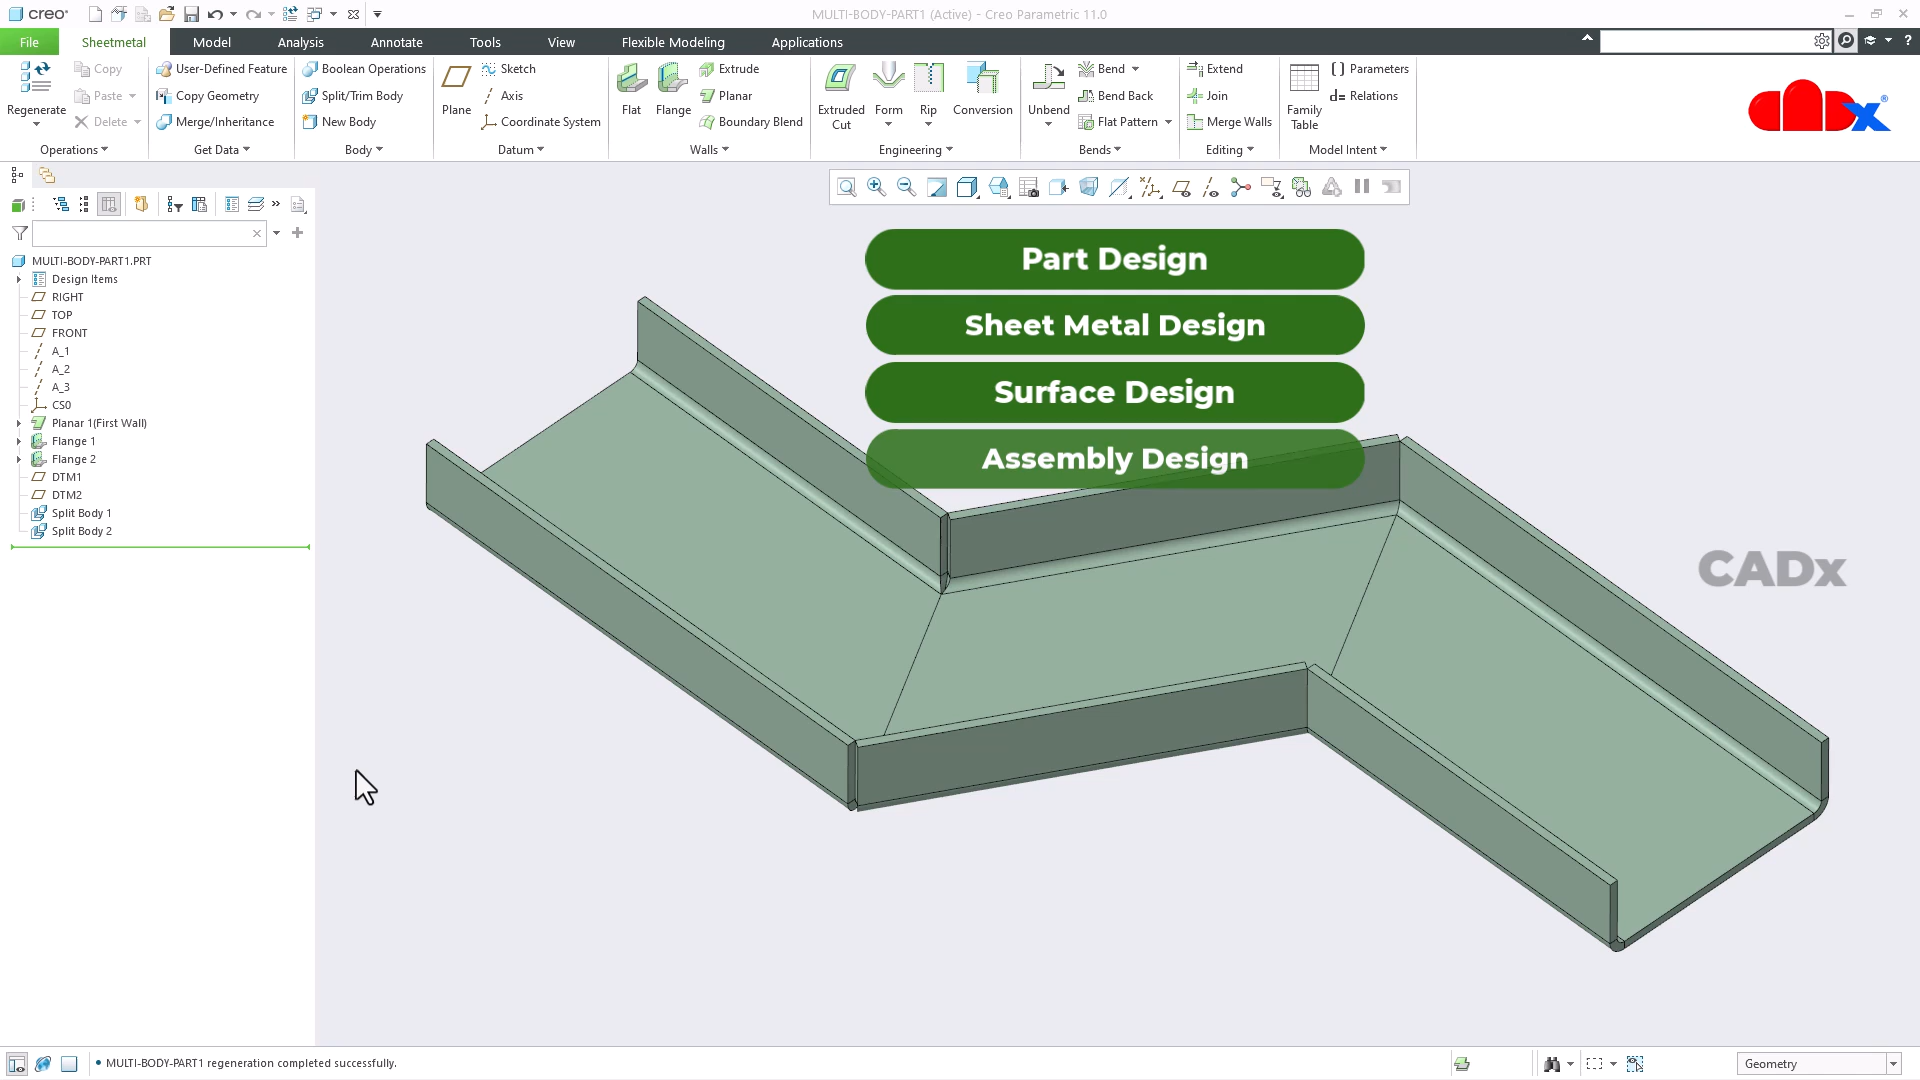 creo
MULTI-BODY-PART1 (Active) - Creo Parametric 11.0
File Sheetmetal Model Analysis Annotate Tools View Flexible Modeling Applications
Regenerate
Copy
Paste
Delete
Operations
User-Defined Feature
Copy Geometry
Merge/Inheritance
Get Data
Boolean Operations
Split/Trim Body
New Body
Body
Plane
Sketch
Axis
Coordinate System
Datum
Flat
Flange
Extrude
Planar
Boundary Blend
Walls
Extruded
Cut
Form
Rip
Conversion
Engineering
Unbend
Bend
Bend Back
Flat Pattern
Bends
Extend
Join
Merge Walls
Editing
Family
Table
Parameters
Relations
Model Intent
CADx
MULTI-BODY-PART1.PRT
Design Items
RIGHT
TOP
FRONT
A_1
A_2
A_3
CS0
Planar 1(First Wall)
Flange 1
Flange 2
DTM1
DTM2
Split Body 1
Split Body 2
Part Design
Sheet Metal Design
Surface Design
Assembly Design
CADx
MULTI-BODY-PART1 regeneration completed successfully.
Geometry